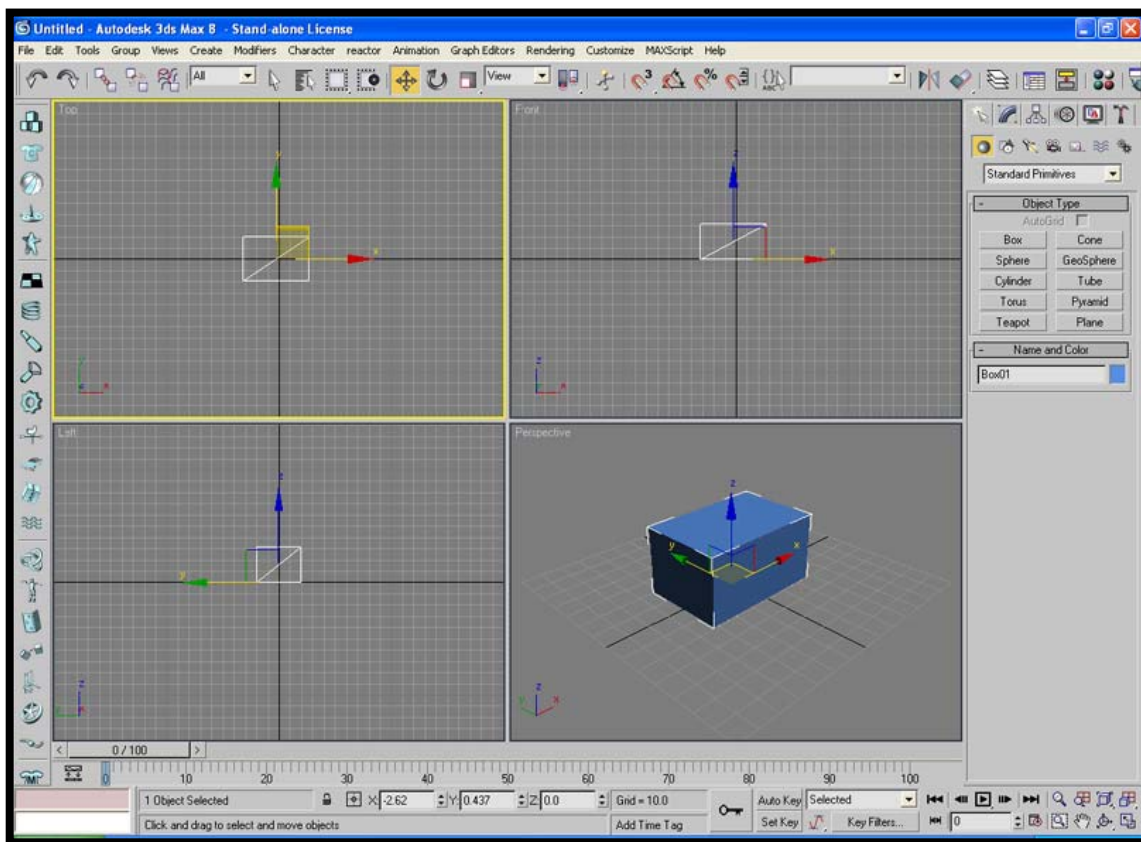 Untitled - Autodesk 3ds Max 8 - Stand-alone License
File Edit Tools Group Views Create Modifiers Character reactor Animation Graph Editors Rendering Customize MAXScript Help
All View 3 % ABC
Top
y
x
y
x
Front
z
x
z
x
Standard Primitives
- Object Type
AutoGrid
Box Cone
Sphere GeoSphere
Cylinder Tube
Torus Pyramid
Teapot Plane
- Name and Color
Box01
Left
z
y
z
y
Perspective
z
y x
z
y x
< 0 / 100 >
0 10 20 30 40 50 60 70 80 90 100
1 Object Selected X: -2.62 Y: 0.437 Z: 0.0 Grid = 10.0 Auto Key Selected
Click and drag to select and move objects Add Time Tag Set Key Key Filters... 0